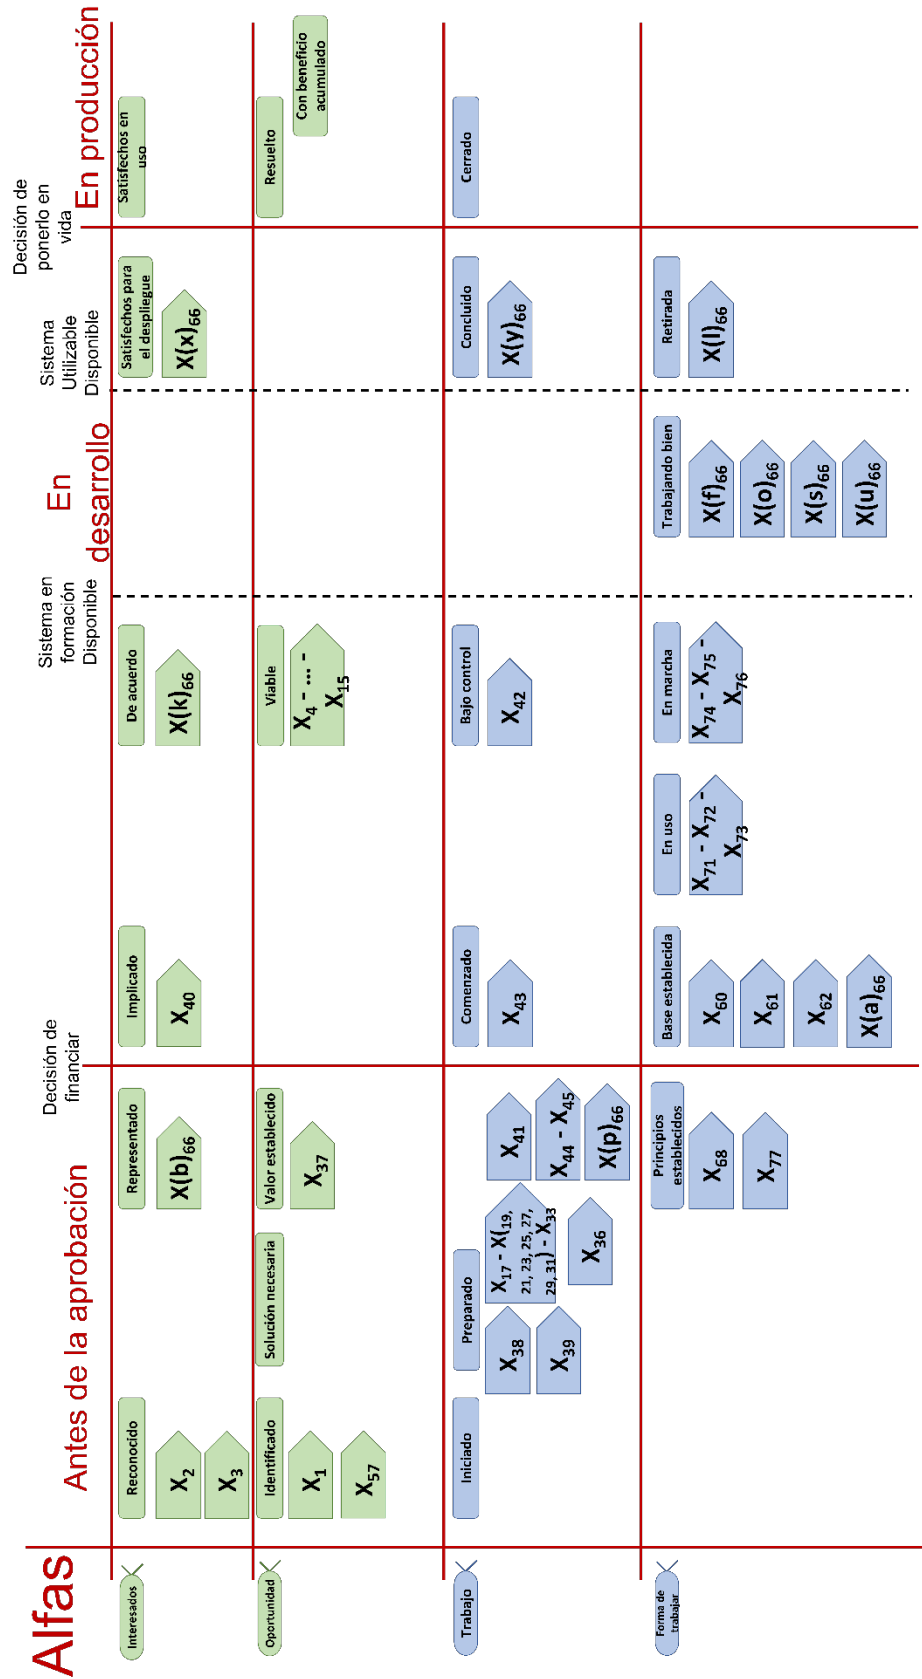 Alfas
Antes de la aprobación
Decisión de
financiar
Sistema en
formación
Disponible
En
desarrollo
Sistema
Utilizable
Disponible
Decisión de
ponerlo en
vida
En producción
Interesados
Reconocido
X2
X3
Representado
X(b)66
Implicado
X40
De acuerdo
X(k)66
Satisfechos para
el despliegue
X(x)66
Satisfechos en
uso
Oportunidad
Identificado
X1
X57
Solución necesaria
Valor establecido
X37
Viable
X4 - ... -
X15
Resuelto
Con beneficio
acumulado
Trabajo
Iniciado
Preparado
X38
X39
X17 - X(19,
21, 23, 25, 27,
29, 31) - X33
X36
X41
X44 - X45
X(p)66
Comenzado
X43
Bajo control
X42
Concluido
X(y)66
Cerrado
Forma de
trabajar
Principios
establecidos
X68
X77
Base establecida
X60
X61
X62
X(a)66
En uso
X71 - X72 -
X73
En marcha
X74 - X75 -
X76
Trabajando bien
X(f)66
X(o)66
X(s)66
X(u)66
Retirada
X(l)66